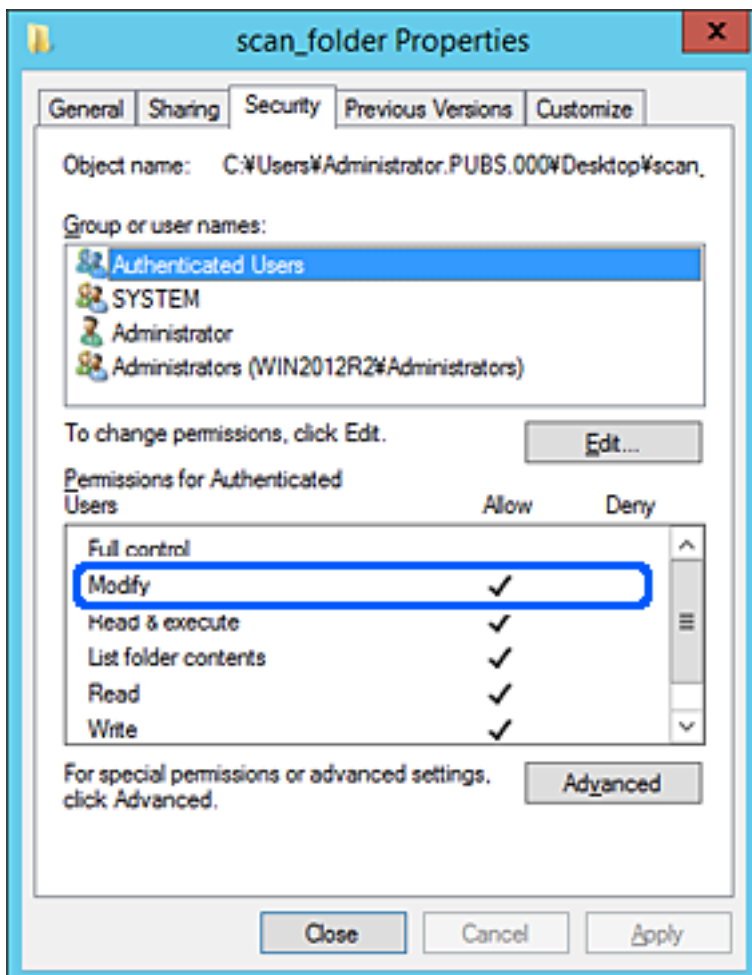 scan_folder Properties
General Sharing Security Previous Versions Customize
Object name: C:¥Users¥Administrator.PUBS.000¥Desktop¥scan_
Group or user names:
Authenticated Users
SYSTEM
Administrator
Administrators (WIN2012R2¥Administrators)
To change permissions, click Edit.
Edit...
Permissions for Authenticated
Users Allow Deny
Full control
Modify
Read & execute
List folder contents
Read
Write
For special permissions or advanced settings,
click Advanced.
Advanced
Close Cancel Apply